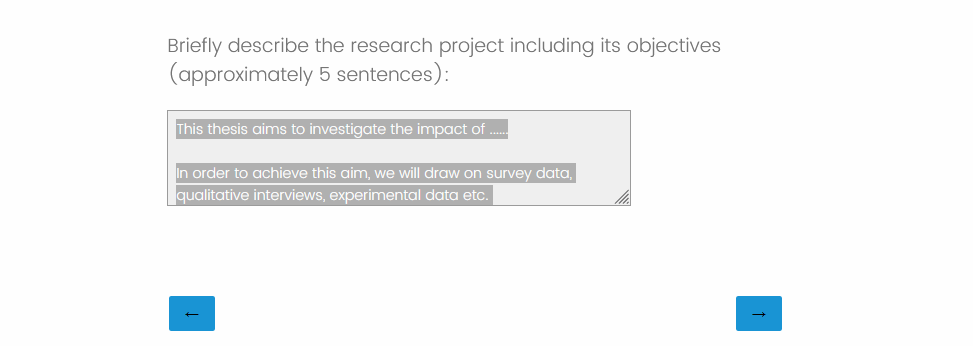 Briefly describe the research project including its objectives
(approximately 5 sentences):
This thesis aims to investigate the impact of ......
In order to achieve this aim, we will draw on survey data,
qualitative interviews, experimental data etc.
← →